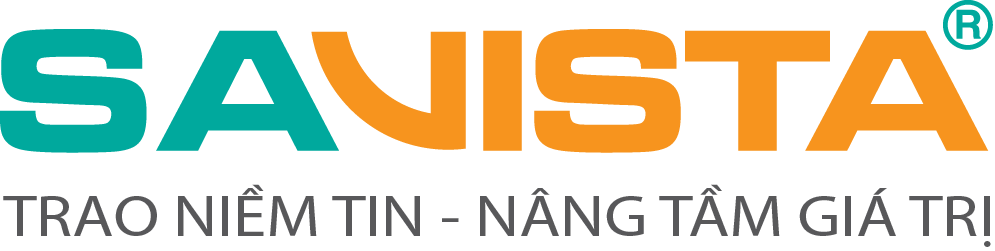 SAVISTA®
TRAO NIỀM TIN - NÂNG TẦM GIÁ TRỊ